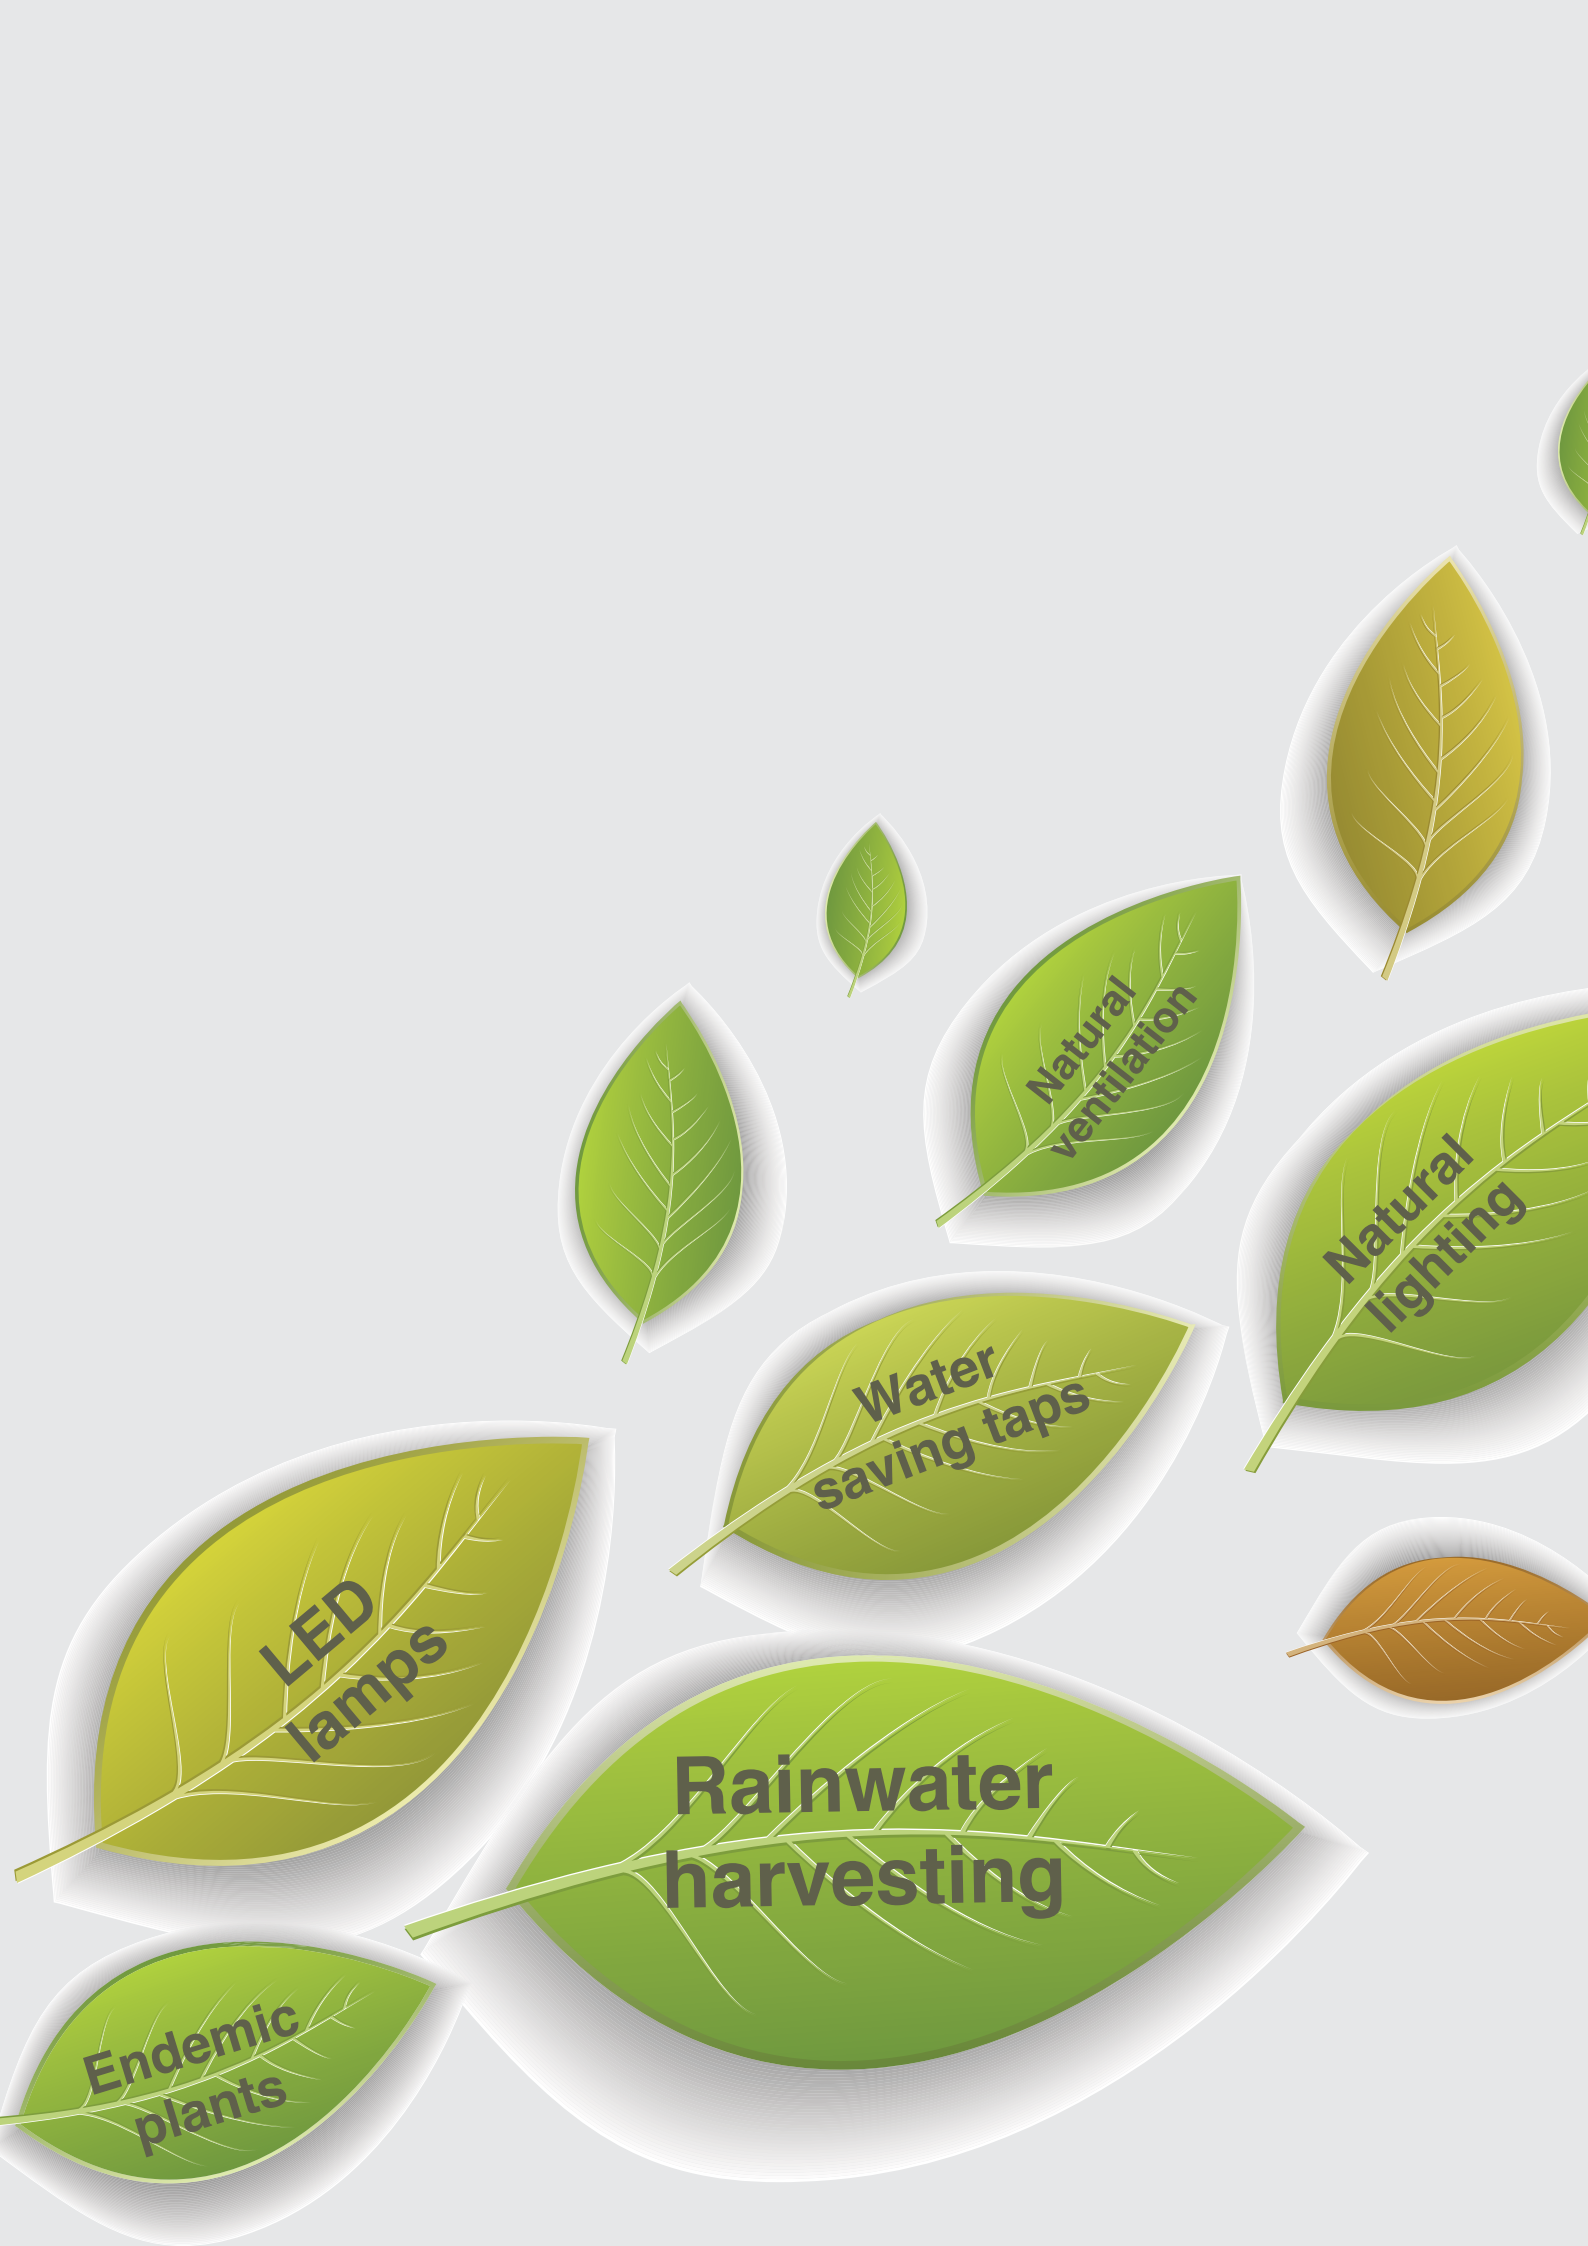 Natural
ventilation
Natural
lighting
Water
saving taps
LED
lamps
Rainwater
harvesting
Endemic
plants